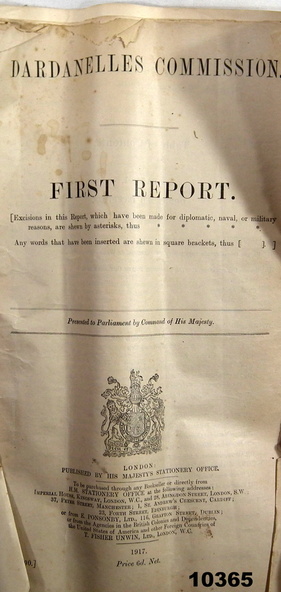 DARDANELLES COMMISSION.
FIRST REPORT.
[Excisions in this Report, which have been made for diplomatic, naval, or military
reasons, are shewn by asterisks, thus * * * * *
Any words that have been inserted are shewn in square brackets, thus [ ] ]
Presented to Parliament by Command of His Majesty.
LONDON:
PUBLISHED BY HIS MAJESTY'S STATIONERY OFFICE.
To be purchased through any Bookseller or directly from
H.M. STATIONERY OFFICE at the following addresses:
IMPERIAL HOUSE, KINGSWAY, LONDON, W.C., and 28, ABINGDON STREET, LONDON, S.W.
37, PETER STREET, MANCHESTER; 1, ST. ANDREW'S CRESCENT, CARDIFF;
23, FORTH STREET, EDINBURGH;
or from E. PONSONBY, LTD., 116, GRAFTON STREET, DUBLIN;
or from the Agencies in the British Colonies and Dependencies,
the United States of America and other Foreign Countries of
T. FISHER UNWIN, LTD., LONDON, W.C.
1917.
Price 6d. Net.
10365